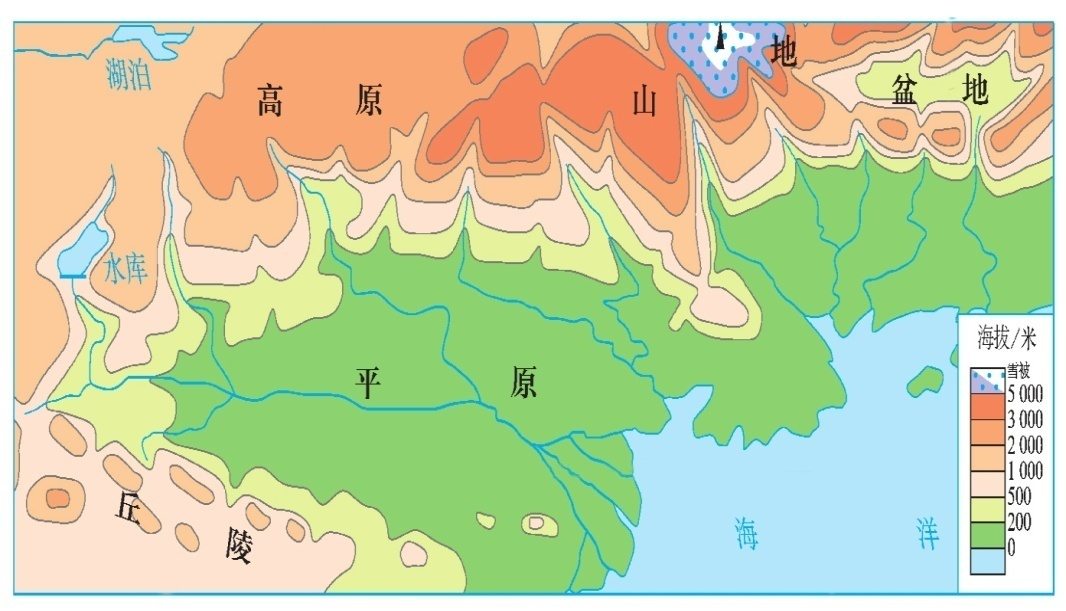 湖泊
高原
山地
盆地
水库
平原
丘陵
海洋
海拔/米
雪被
5 000
3 000
2 000
1 000
500
200
0